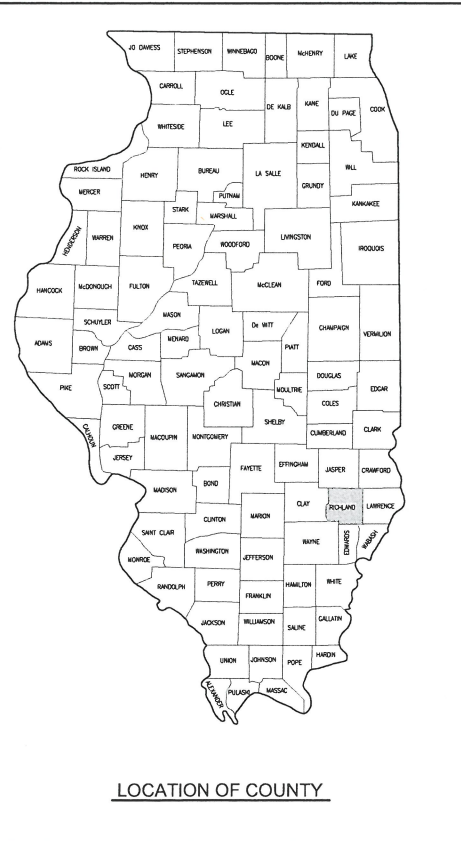 JO DAVIESS
STEPHENSON
WINNEBAGO
BOONE
McHENRY
LAKE
CARROLL
OGLE
DE KALB
KANE
DU PAGE
COOK
WHITESIDE
LEE
KENDALL
WILL
ROCK ISLAND
HENRY
BUREAU
LA SALLE
GRUNDY
MERCER
PUTNAM
KANKAKEE
STARK
MARSHALL
HENDERSON
WARREN
KNOX
PEORIA
WOODFORD
LIVINGSTON
IROQUOIS
HANCOCK
McDONOUGH
FULTON
TAZEWELL
McCLEAN
FORD
SCHUYLER
MASON
LOGAN
De WITT
CHAMPAIGN
VERMILION
ADAMS
BROWN
CASS
MENARD
PIATT
MACON
PIKE
SCOTT
MORGAN
SANGAMON
MOULTRIE
DOUGLAS
EDGAR
CHRISTIAN
COLES
CALHOUN
GREENE
MACOUPIN
MONTGOMERY
SHELBY
CUMBERLAND
CLARK
JERSEY
FAYETTE
EFFINGHAM
JASPER
CRAWFORD
MADISON
BOND
CLAY
RICHLAND
LAWRENCE
CLINTON
MARION
SAINT CLAIR
WAYNE
EDWARDS
WABASH
WASHINGTON
JEFFERSON
MONROE
RANDOLPH
PERRY
HAMILTON
WHITE
FRANKLIN
JACKSON
WILLIAMSON
SALINE
GALLATIN
UNION
JOHNSON
POPE
HARDIN
ALEXANDER
PULASKI
MASSAC
LOCATION OF COUNTY